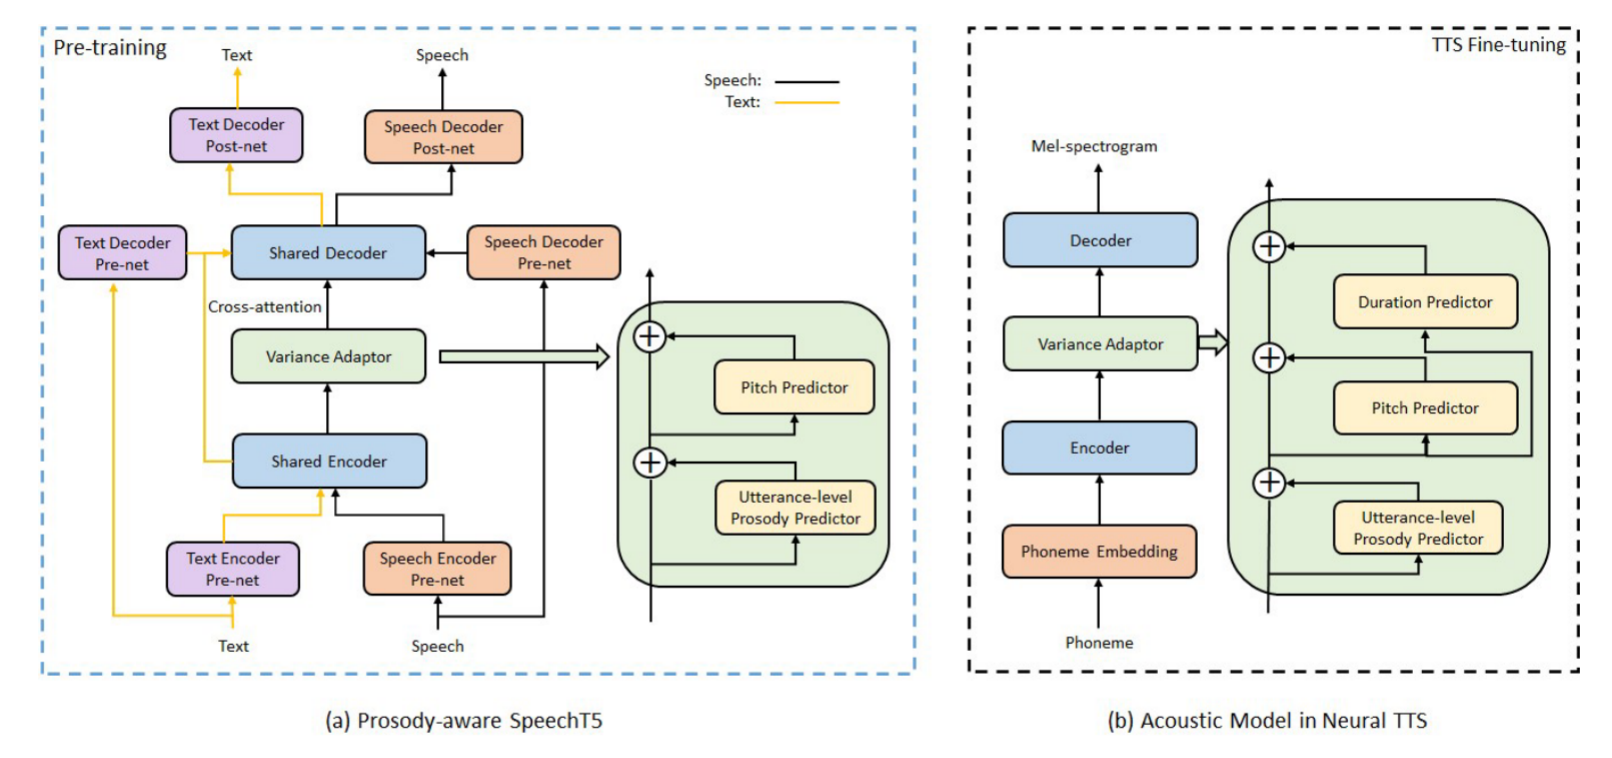 Pre-training
Text
Speech
Speech:
Text:
Text Decoder
Post-net
Speech Decoder
Post-net
Text Decoder
Pre-net
Shared Decoder
Speech Decoder
Pre-net
Cross-attention
Variance Adaptor
Pitch Predictor
Shared Encoder
Utterance-level
Prosody Predictor
Text Encoder
Pre-net
Speech Encoder
Pre-net
Text
Speech
(a) Prosody-aware SpeechT5
TTS Fine-tuning
Mel-spectrogram
Decoder
Duration Predictor
Variance Adaptor
Pitch Predictor
Encoder
Utterance-level
Prosody Predictor
Phoneme Embedding
Phoneme
(b) Acoustic Model in Neural TTS